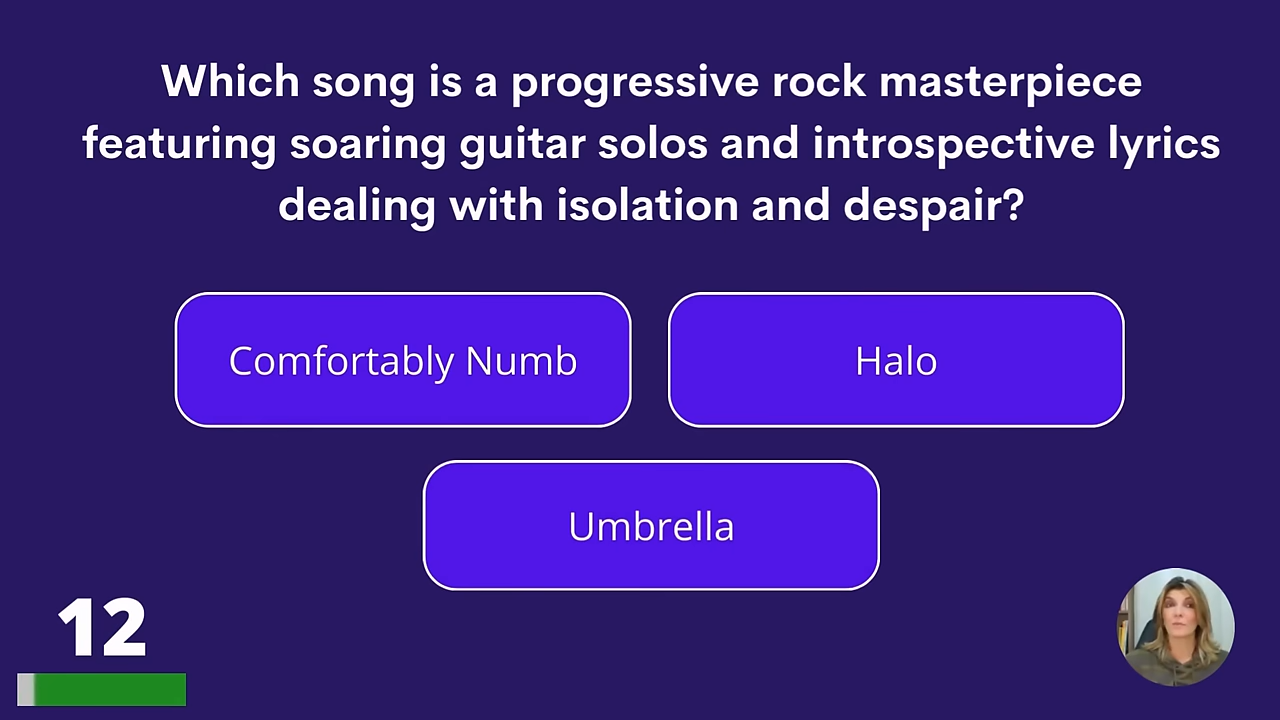 Which song is a progressive rock masterpiece
featuring soaring guitar solos and introspective lyrics
dealing with isolation and despair?
Comfortably Numb
Halo
Umbrella
12